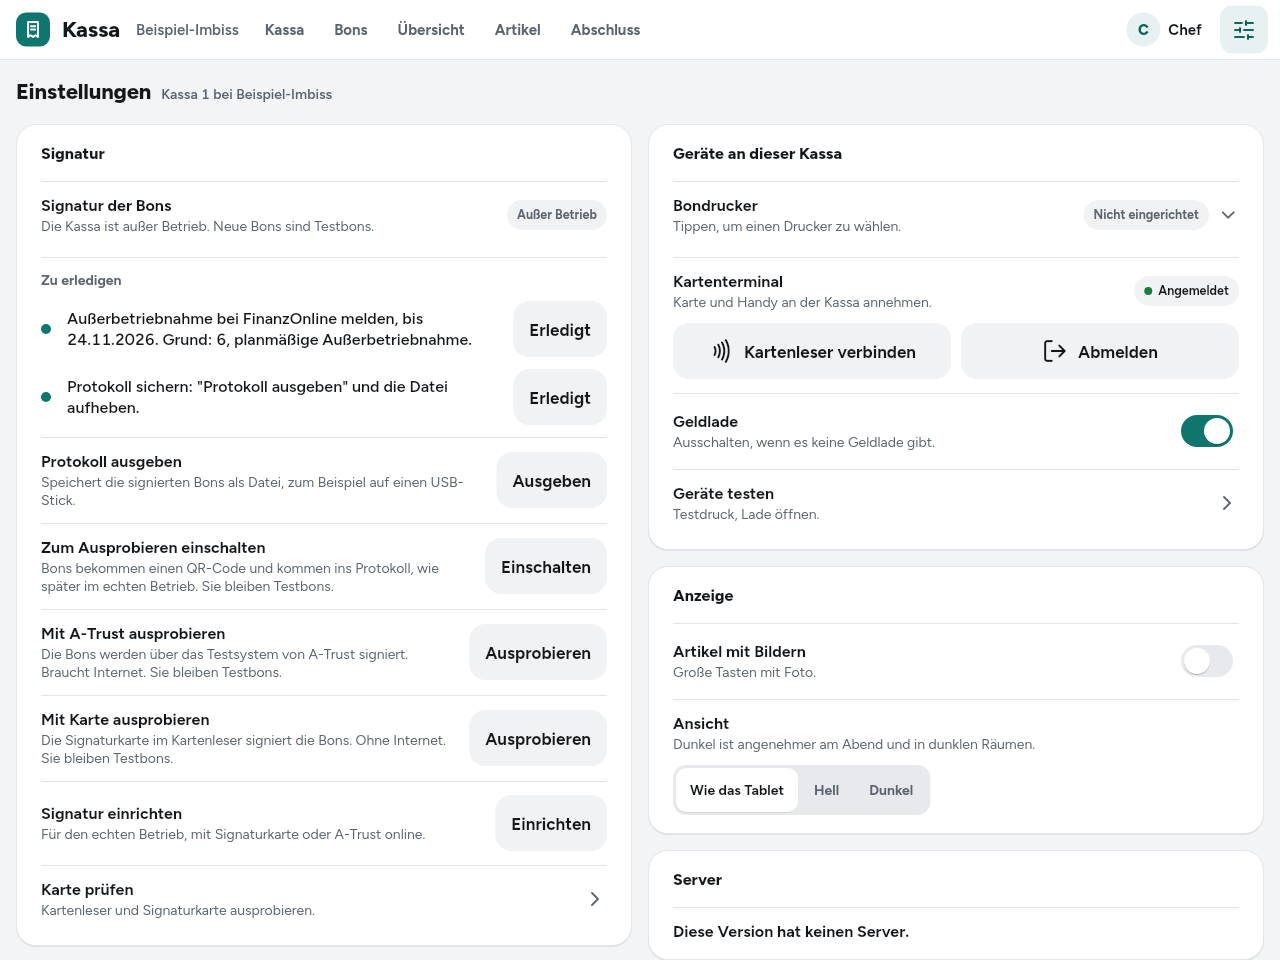 Kassa
Beispiel-Imbiss
Kassa
Bons
Übersicht
Artikel
Abschluss
C
Chef
Einstellungen
Kassa 1 bei Beispiel-Imbiss
Signatur
Signatur der Bons
Die Kassa ist außer Betrieb. Neue Bons sind Testbons.
Außer Betrieb
Zu erledigen
Außerbetriebnahme bei FinanzOnline melden, bis
24.11.2026. Grund: 6, planmäßige Außerbetriebnahme.
Erledigt
Protokoll sichern: "Protokoll ausgeben" und die Datei
aufheben.
Erledigt
Protokoll ausgeben
Speichert die signierten Bons als Datei, zum Beispiel auf einen USB-
Stick.
Ausgeben
Zum Ausprobieren einschalten
Bons bekommen einen QR-Code und kommen ins Protokoll, wie
später im echten Betrieb. Sie bleiben Testbons.
Einschalten
Mit A-Trust ausprobieren
Die Bons werden über das Testsystem von A-Trust signiert.
Braucht Internet. Sie bleiben Testbons.
Ausprobieren
Mit Karte ausprobieren
Die Signaturkarte im Kartenleser signiert die Bons. Ohne Internet.
Sie bleiben Testbons.
Ausprobieren
Signatur einrichten
Für den echten Betrieb, mit Signaturkarte oder A-Trust online.
Einrichten
Karte prüfen
Kartenleser und Signaturkarte ausprobieren.
Geräte an dieser Kassa
Bondrucker
Tippen, um einen Drucker zu wählen.
Nicht eingerichtet
Kartenterminal
Karte und Handy an der Kassa annehmen.
Angemeldet
Kartenleser verbinden
Abmelden
Geldlade
Ausschalten, wenn es keine Geldlade gibt.
Geräte testen
Testdruck, Lade öffnen.
Anzeige
Artikel mit Bildern
Große Tasten mit Foto.
Ansicht
Dunkel ist angenehmer am Abend und in dunklen Räumen.
Wie das Tablet
Hell
Dunkel
Server
Diese Version hat keinen Server.